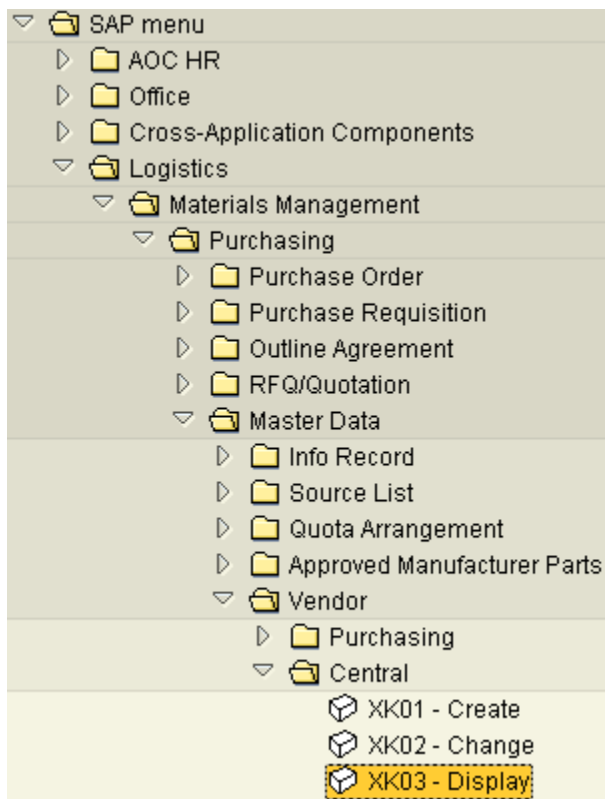 SAP menu
AOC HR
Office
Cross-Application Components
Logistics
Materials Management
Purchasing
Purchase Order
Purchase Requisition
Outline Agreement
RFQ/Quotation
Master Data
Info Record
Source List
Quota Arrangement
Approved Manufacturer Parts
Vendor
Purchasing
Central
XK01 - Create
XK02 - Change
XK03 - Display